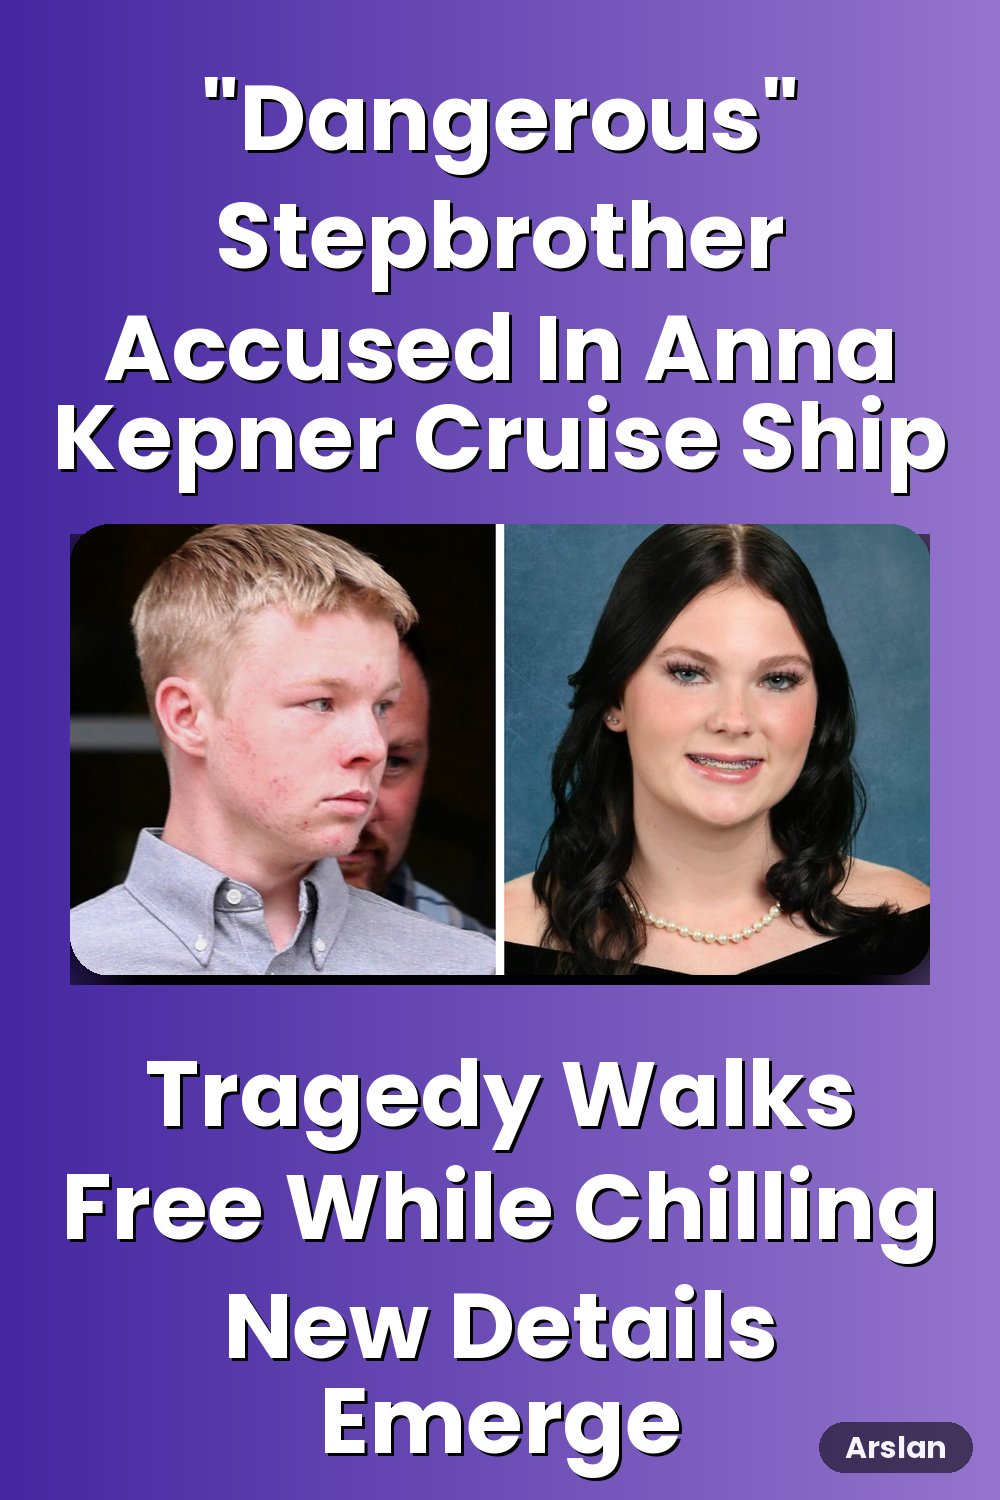 "Dangerous"
Stepbrother
Accused In Anna
Kepner Cruise Ship
Tragedy Walks
Free While Chilling
New Details
Emerge
Arslan